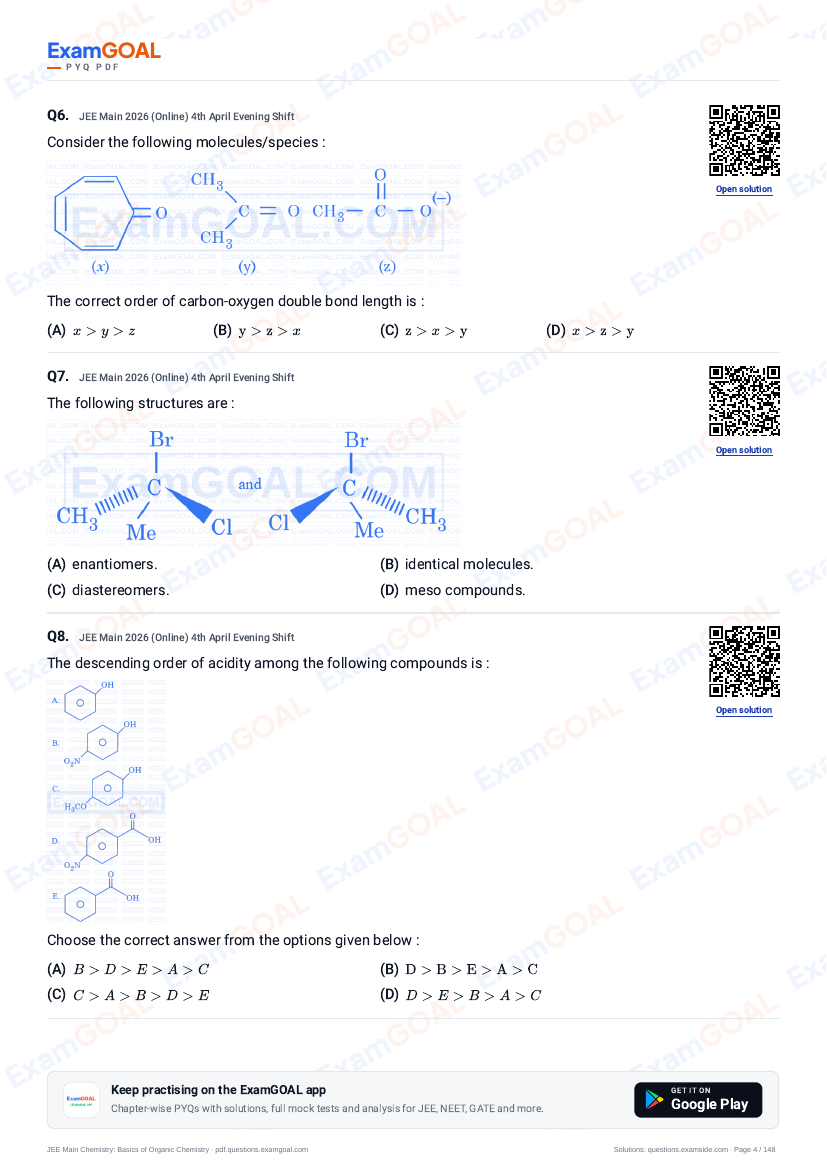 ExamGOAL
PYQ PDF
Q6. JEE Main 2026 (Online) 4th April Evening Shift
Consider the following molecules/species :
Open solution
CH₃
C = O
CH₃
O
(x)
(y)
O
CH₃ — C — O⁽⁻⁾
(z)
The correct order of carbon-oxygen double bond length is :
(A) x > y > z (B) y > z > x (C) z > x > y (D) x > z > y
Q7. JEE Main 2026 (Online) 4th April Evening Shift
The following structures are :
Open solution
Br Br
C and C
CH₃ Me Cl Cl Me CH₃
(A) enantiomers. (B) identical molecules.
(C) diastereomers. (D) meso compounds.
Q8. JEE Main 2026 (Online) 4th April Evening Shift
The descending order of acidity among the following compounds is :
Open solution
A. OH
B. OH
O₂N
C. OH
H₃CO
D. O OH
O₂N
E. O OH
Choose the correct answer from the options given below :
(A) B > D > E > A > C (B) D > B > E > A > C
(C) C > A > B > D > E (D) D > E > B > A > C
Keep practising on the ExamGOAL app
Chapter-wise PYQs with solutions, full mock tests and analysis for JEE, NEET, GATE and more.
GET IT ON
Google Play
JEE Main Chemistry: Basics of Organic Chemistry · pdf.questions.examgoal.com
Solutions: questions.examside.com · Page 4 / 148